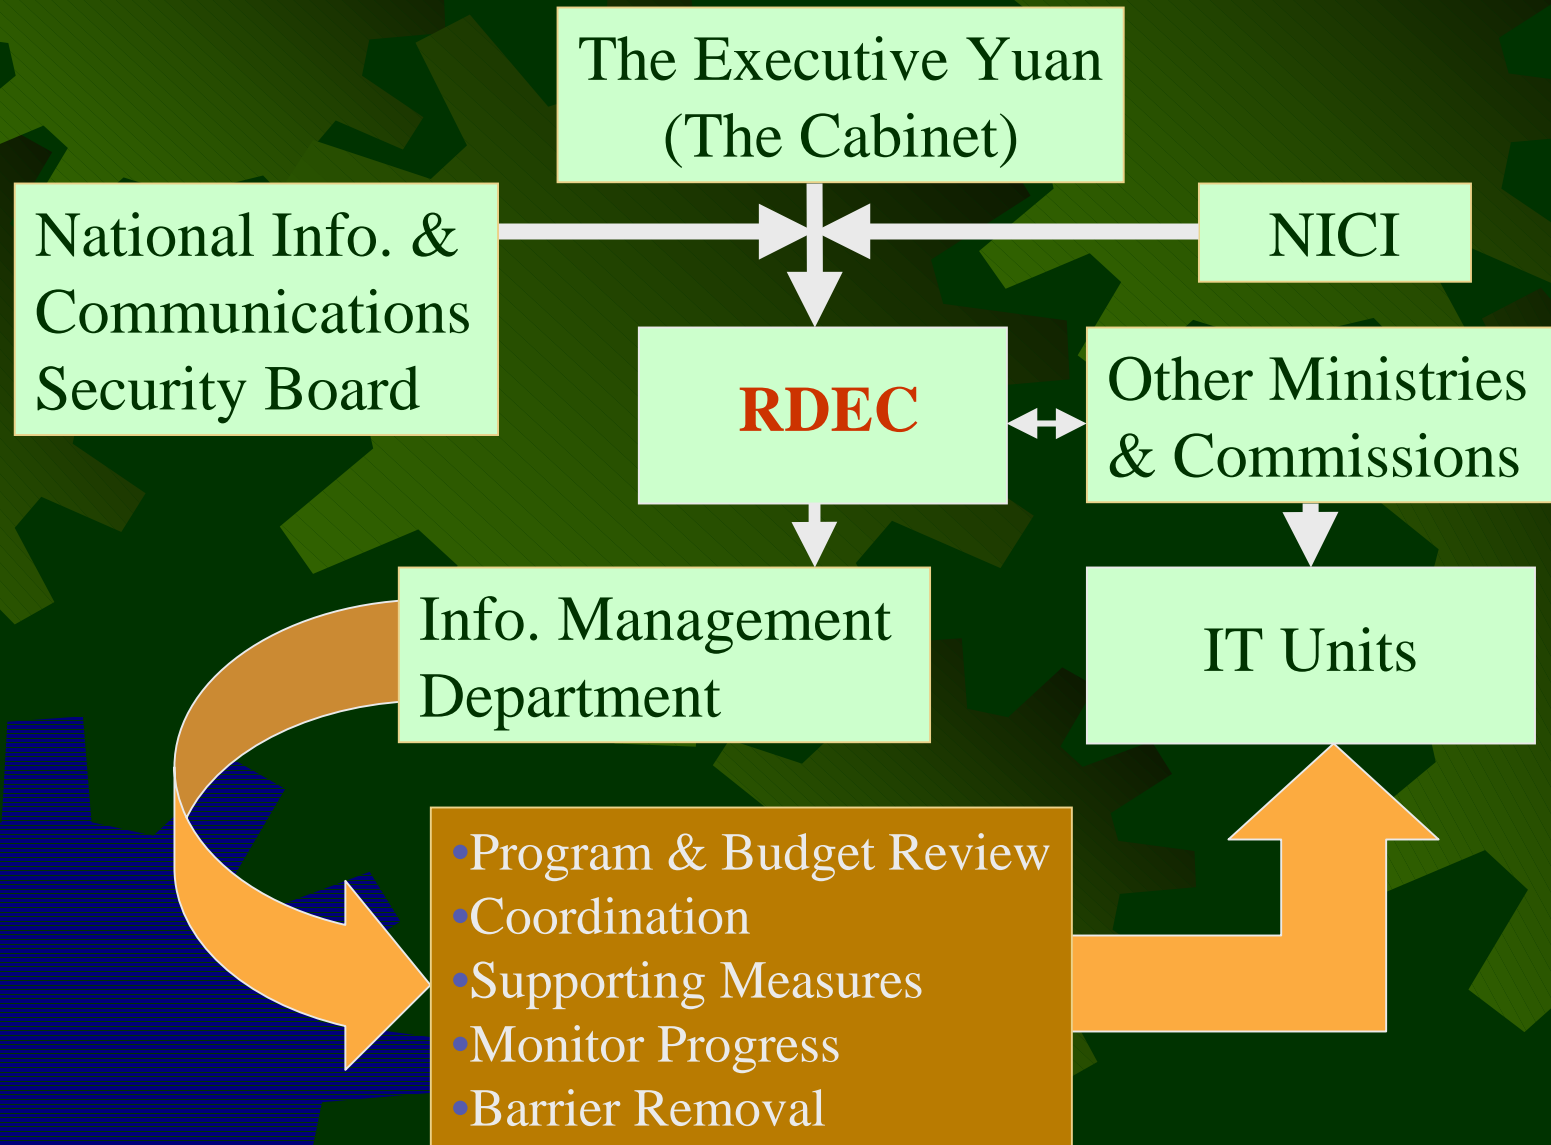 The Executive Yuan
(The Cabinet)
National Info. &
Communications
Security Board
NICI
RDEC
Other Ministries
& Commissions
Info. Management
Department
IT Units
•Program & Budget Review
•Coordination
•Supporting Measures
•Monitor Progress
•Barrier Removal